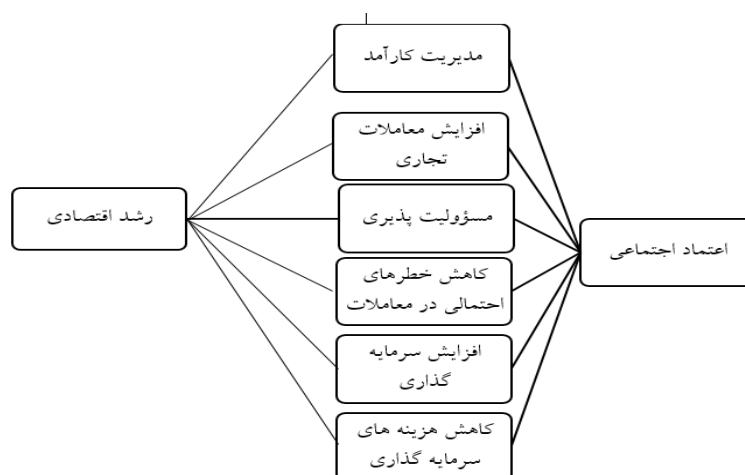 مدیریت کارآمد
افزایش معاملات
تجاری
مسؤولیت پذیری
رشد اقتصادی
اعتماد اجتماعی
کاهش خطرهای
احتمالی در معاملات
افزایش سرمایه
گذاری
کاهش هزینه های
سرمایه گذاری